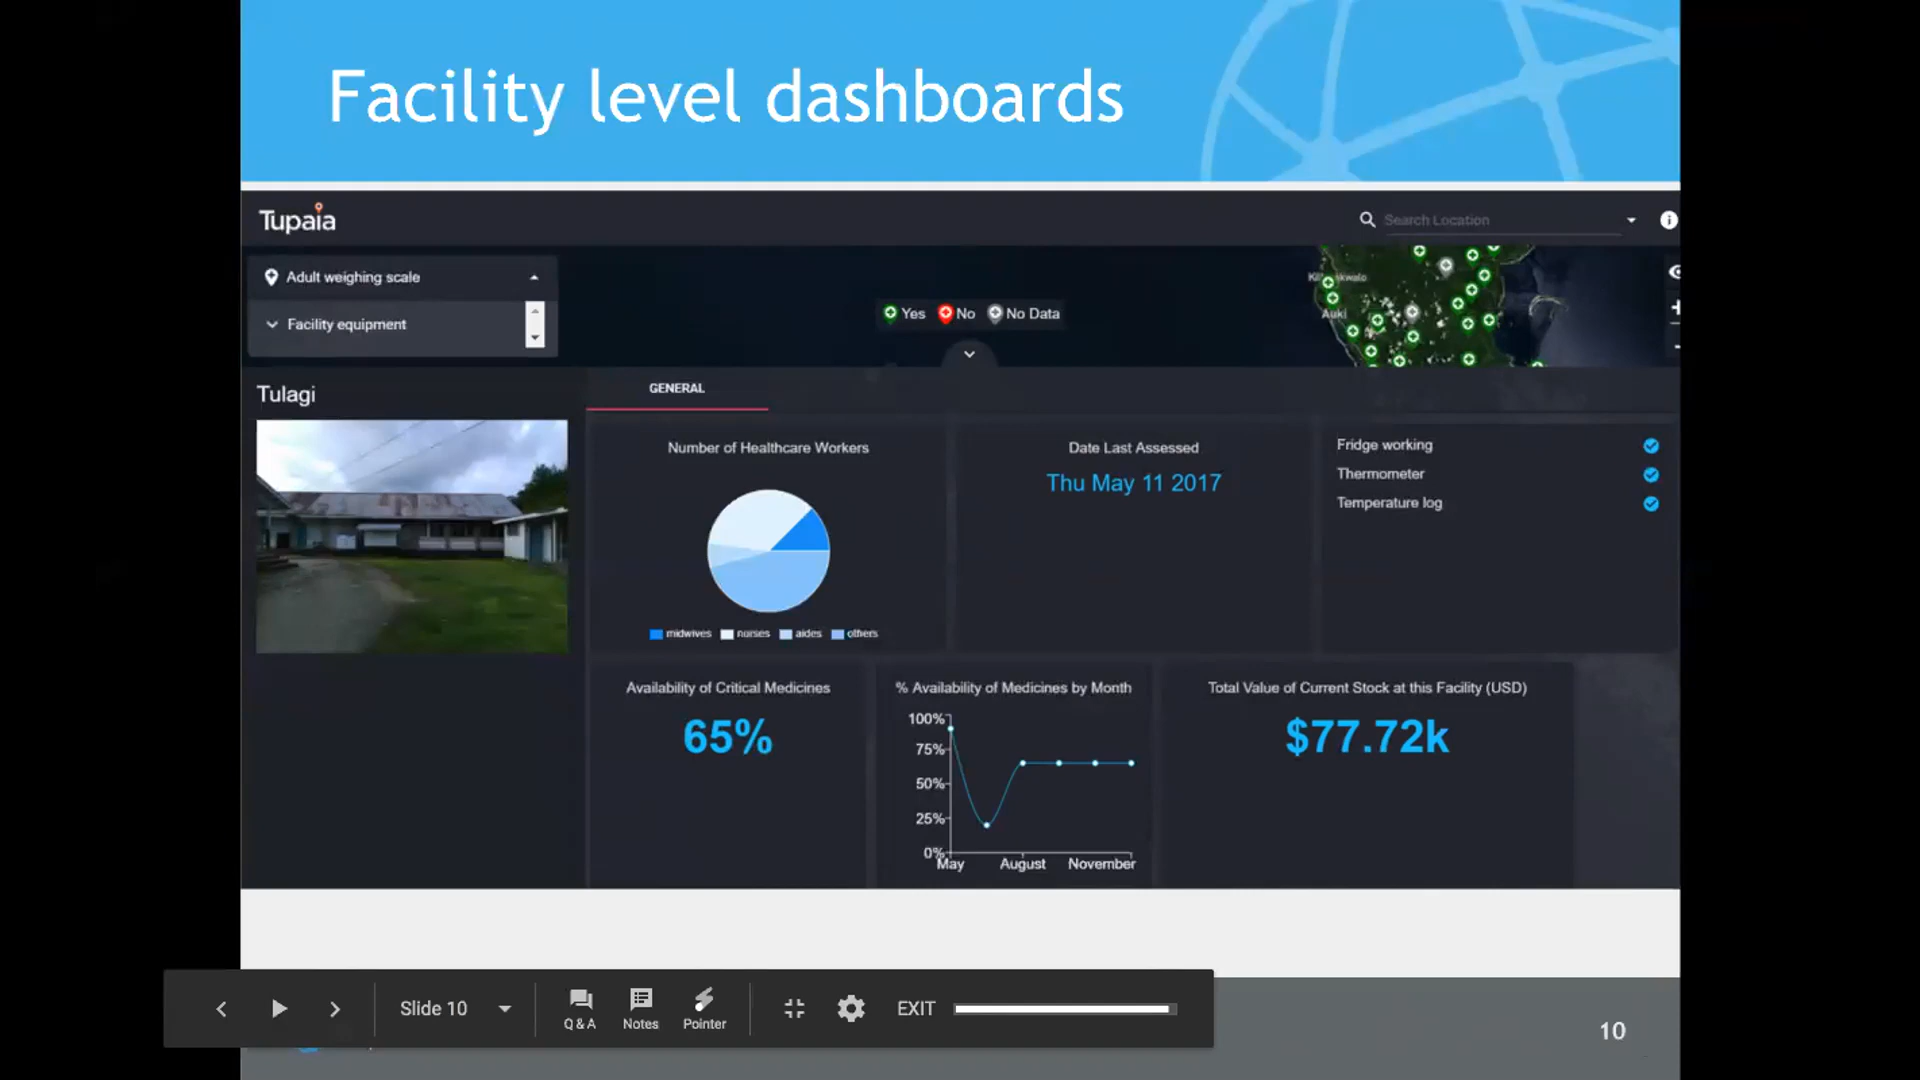 Facility level dashboards
Tupaia
Search Location
Adult weighing scale
Facility equipment
Yes No No Data
Auki
Tulagi
GENERAL
Number of Healthcare Workers
midwives nurses aides others
Date Last Assessed
Thu May 11 2017
Fridge working
Thermometer
Temperature log
Availability of Critical Medicines
65%
% Availability of Medicines by Month
100%
75%
50%
25%
0%
May August November
Total Value of Current Stock at this Facility (USD)
$77.72k
Slide 10
Q & A
Notes
Pointer
EXIT
10